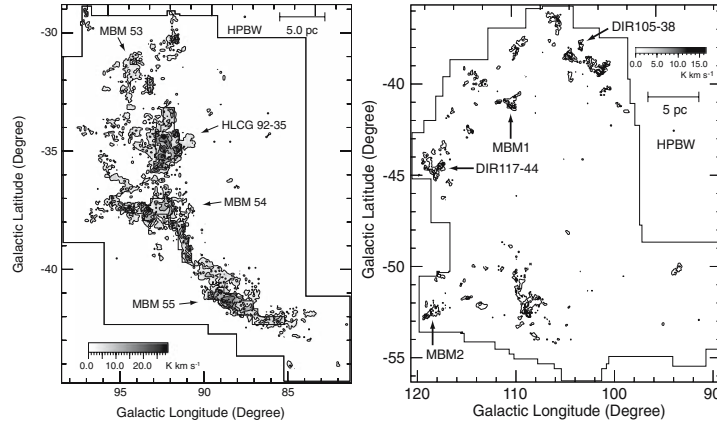 MBM 53
HPBW
5.0 pc
HLCG 92-35
MBM 54
MBM 55
0.0 10.0 20.0
K km s-1
-30
-35
-40
Galactic Latitude (Degree)
95 90 85
Galactic Longitude (Degree)
DIR105-38
0.0 5.0 10.0 15.0
K km s-1
5 pc
MBM1
HPBW
DIR117-44
MBM2
-40
-45
-50
-55
Galactic Latitude (Degree)
120 110 100 90
Galactic Longitude (Degree)